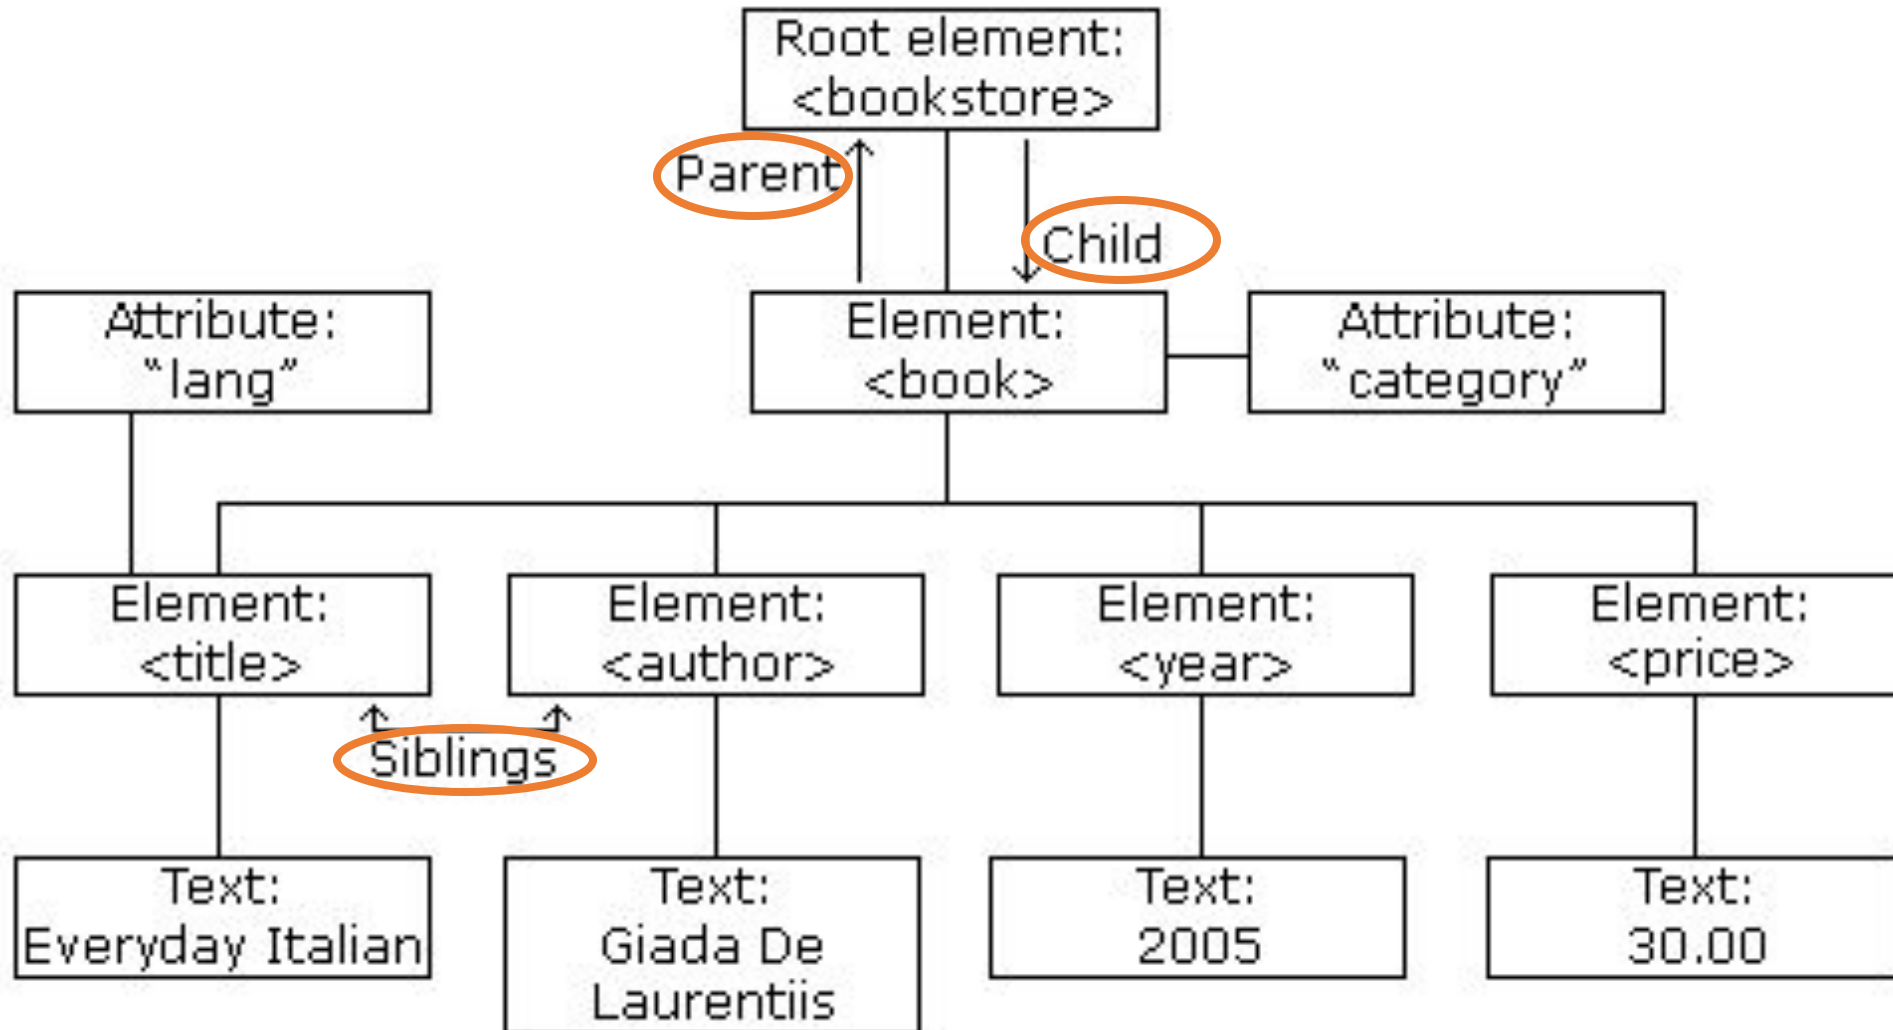 Root element:
<bookstore>
Parent
Child
Attribute:
"lang"
Element:
<book>
Attribute:
"category"
Element:
<title>
Element:
<author>
Element:
<year>
Element:
<price>
Siblings
Text:
Everyday Italian
Text:
Giada De
Laurentiis
Text:
2005
Text:
30.00